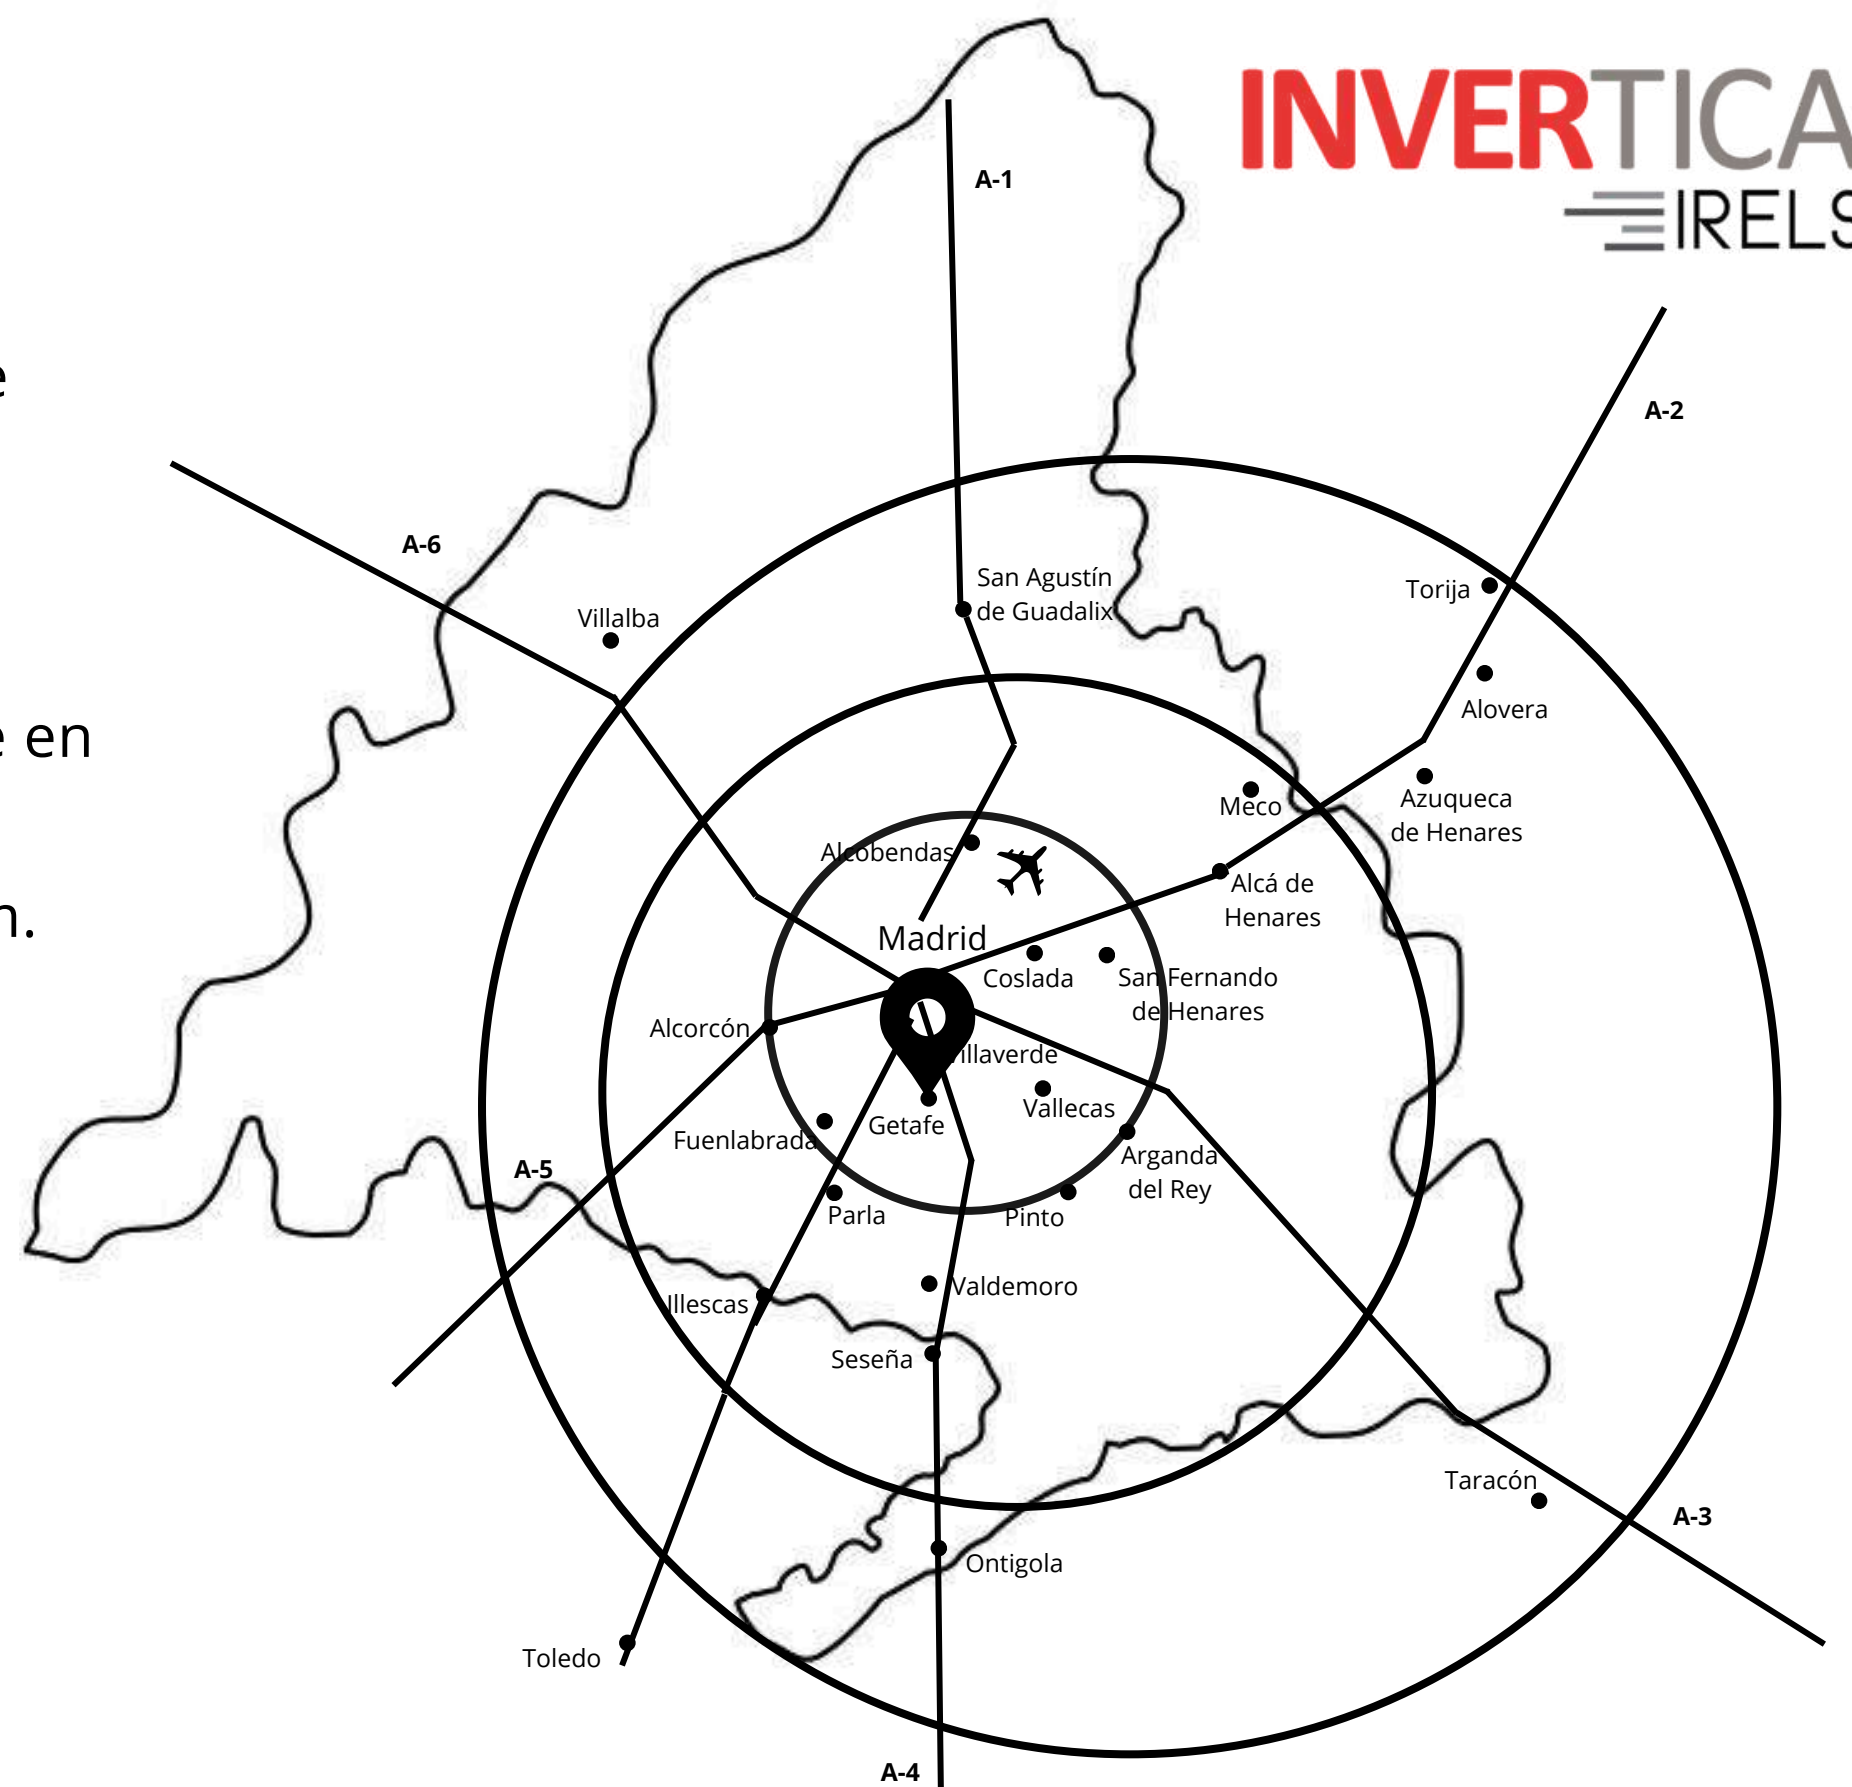 INVERTICA
IRELS
A-1
e
A-2
A-6
San Agustín
de Guadalix
Torija
Villalba
Alovera
e en
Meco
Azuqueca
de Henares
Alcobendas
Alcá de
Henares
n.
Madrid
Coslada
San Fernando
de Henares
Alcorcón
Villaverde
Vallecas
Getafe
Fuenlabrada
A-5
Arganda
del Rey
Parla
Pinto
Valdemoro
Illescas
Seseña
Taracón
A-3
Ontigola
Toledo
A-4